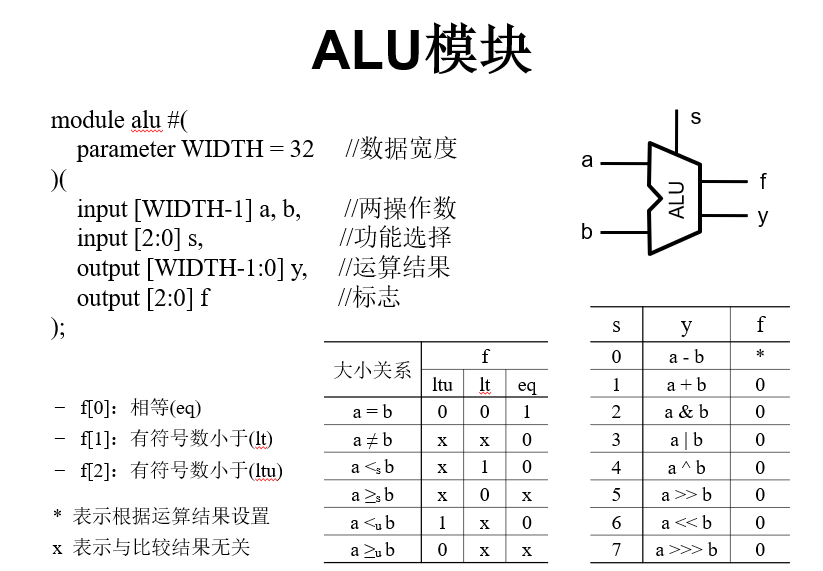 ALU模块
module alu #(
parameter WIDTH = 32 //数据宽度
)(
input [WIDTH-1] a, b, //两操作数
input [2:0] s, //功能选择
output [WIDTH-1:0] y, //运算结果
output [2:0] f //标志
);
s
a
b
ALU
f
y
s y f
0 a - b *
1 a + b 0
2 a & b 0
3 a | b 0
4 a ^ b 0
5 a >> b 0
6 a << b 0
7 a >>> b 0
大小关系 f
ltu lt eq
a = b 0 0 1
a ≠ b x x 0
a <s b x 1 0
a ≥s b x 0 x
a <u b 1 x 0
a ≥u b 0 x x
– f[0]：相等(eq)
– f[1]：有符号数小于(lt)
– f[2]：有符号数小于(ltu)
* 表示根据运算结果设置
x 表示与比较结果无关